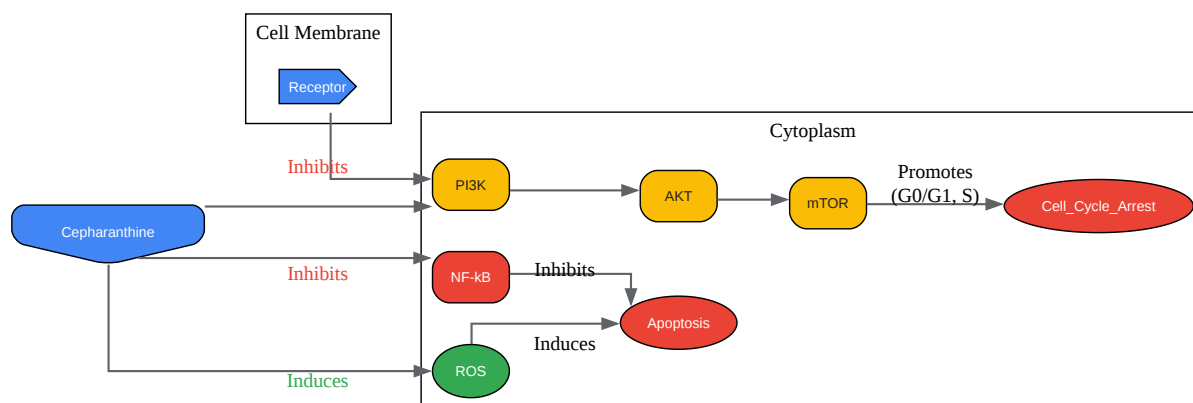 Cell Membrane
Receptor
Cytoplasm
Inhibits
PI3K
AKT
mTOR
Promotes
(G0/G1, S)
Cell_Cycle_Arrest
Cepharanthine
Inhibits
NF-kB
Inhibits
Apoptosis
Induces
ROS
Induces